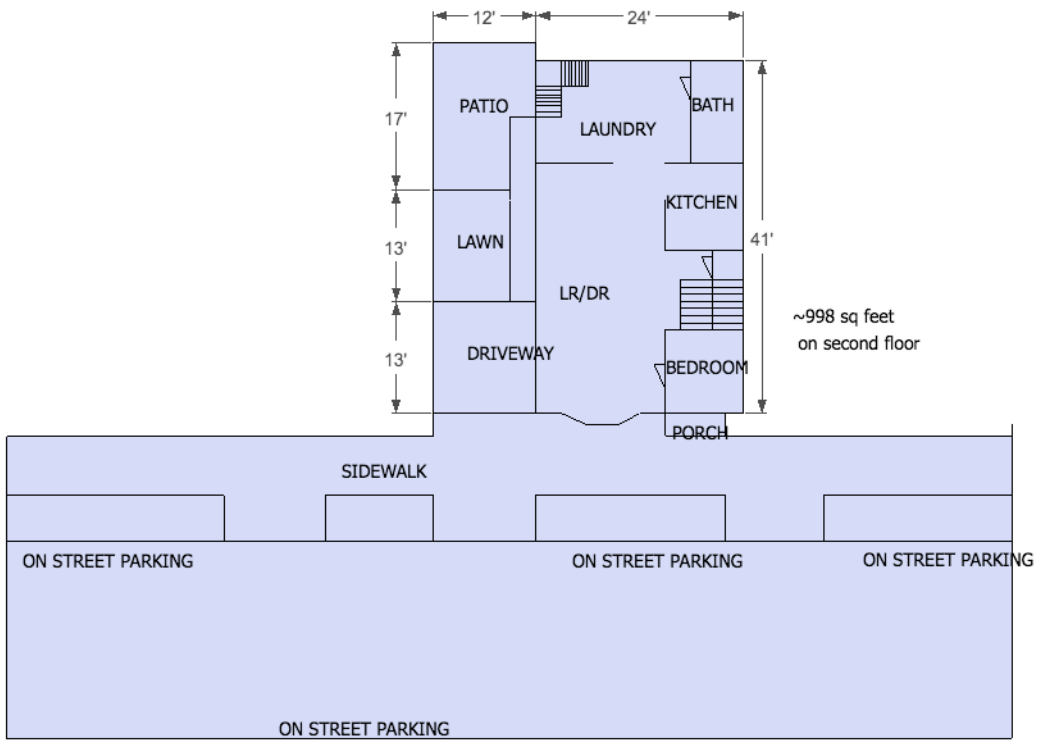 12'
24'
PATIO
BATH
17'
LAUNDRY
KITCHEN
LAWN
13'
41'
LR/DR
~998 sq feet
on second floor
DRIVEWAY
13'
BEDROOM
PORCH
SIDEWALK
ON STREET PARKING
ON STREET PARKING
ON STREET PARKING
ON STREET PARKING